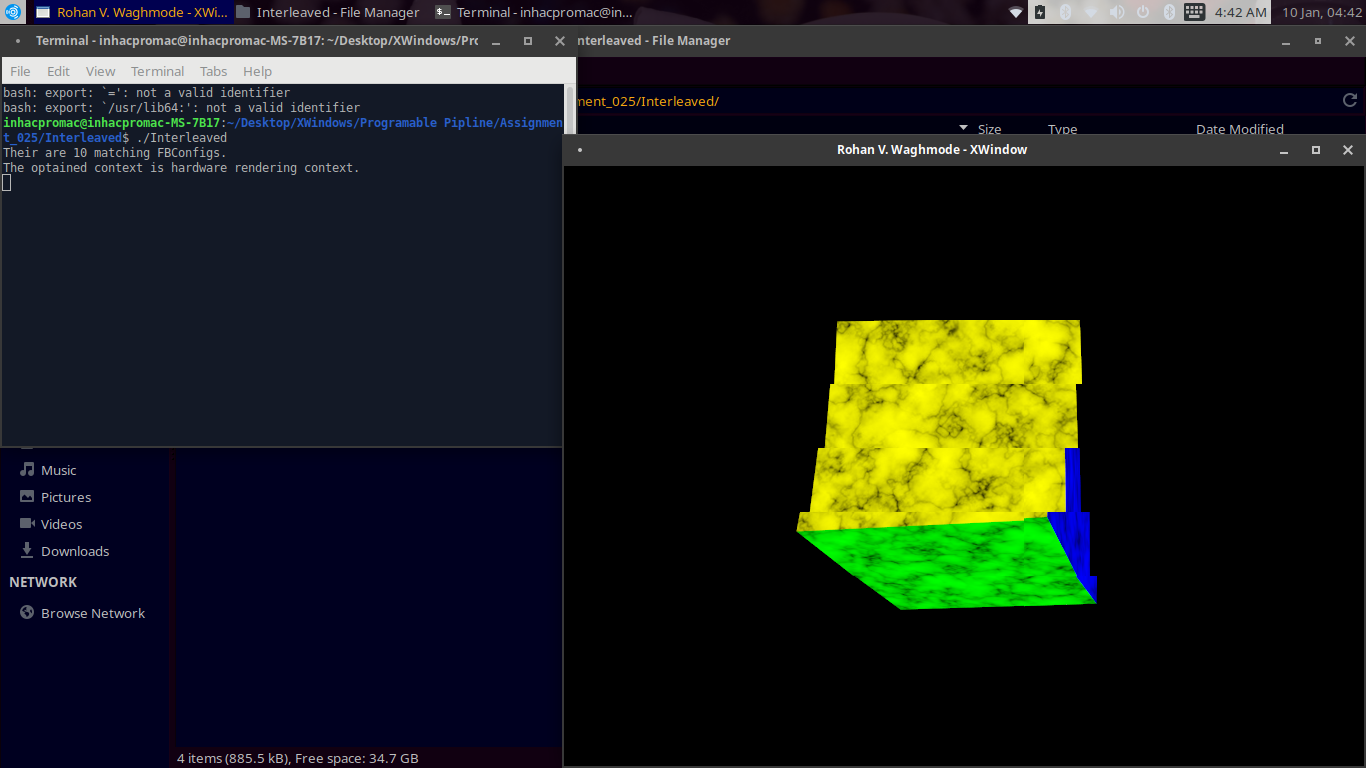 Rohan V. Waghmode - XWi...
Interleaved - File Manager
Terminal - inhacpromac@in...
4:42 AM
10 Jan, 04:42
Terminal - inhacpromac@inhacpromac-MS-7B17: ~/Desktop/XWindows/Pro
nterleaved - File Manager
File Edit View Terminal Tabs Help
bash: export: `=': not a valid identifier
bash: export: `/usr/lib64:': not a valid identifier
inhacpromac@inhacpromac-MS-7B17:~/Desktop/XWindows/Programable Pipline/Assignmen
t_025/Interleaved$ ./Interleaved
Their are 10 matching FBConfigs.
The optained context is hardware rendering context.
ment_025/Interleaved/
Size Type Date Modified
Rohan V. Waghmode - XWindow
Music
Pictures
Videos
Downloads
NETWORK
Browse Network
4 items (885.5 kB), Free space: 34.7 GB